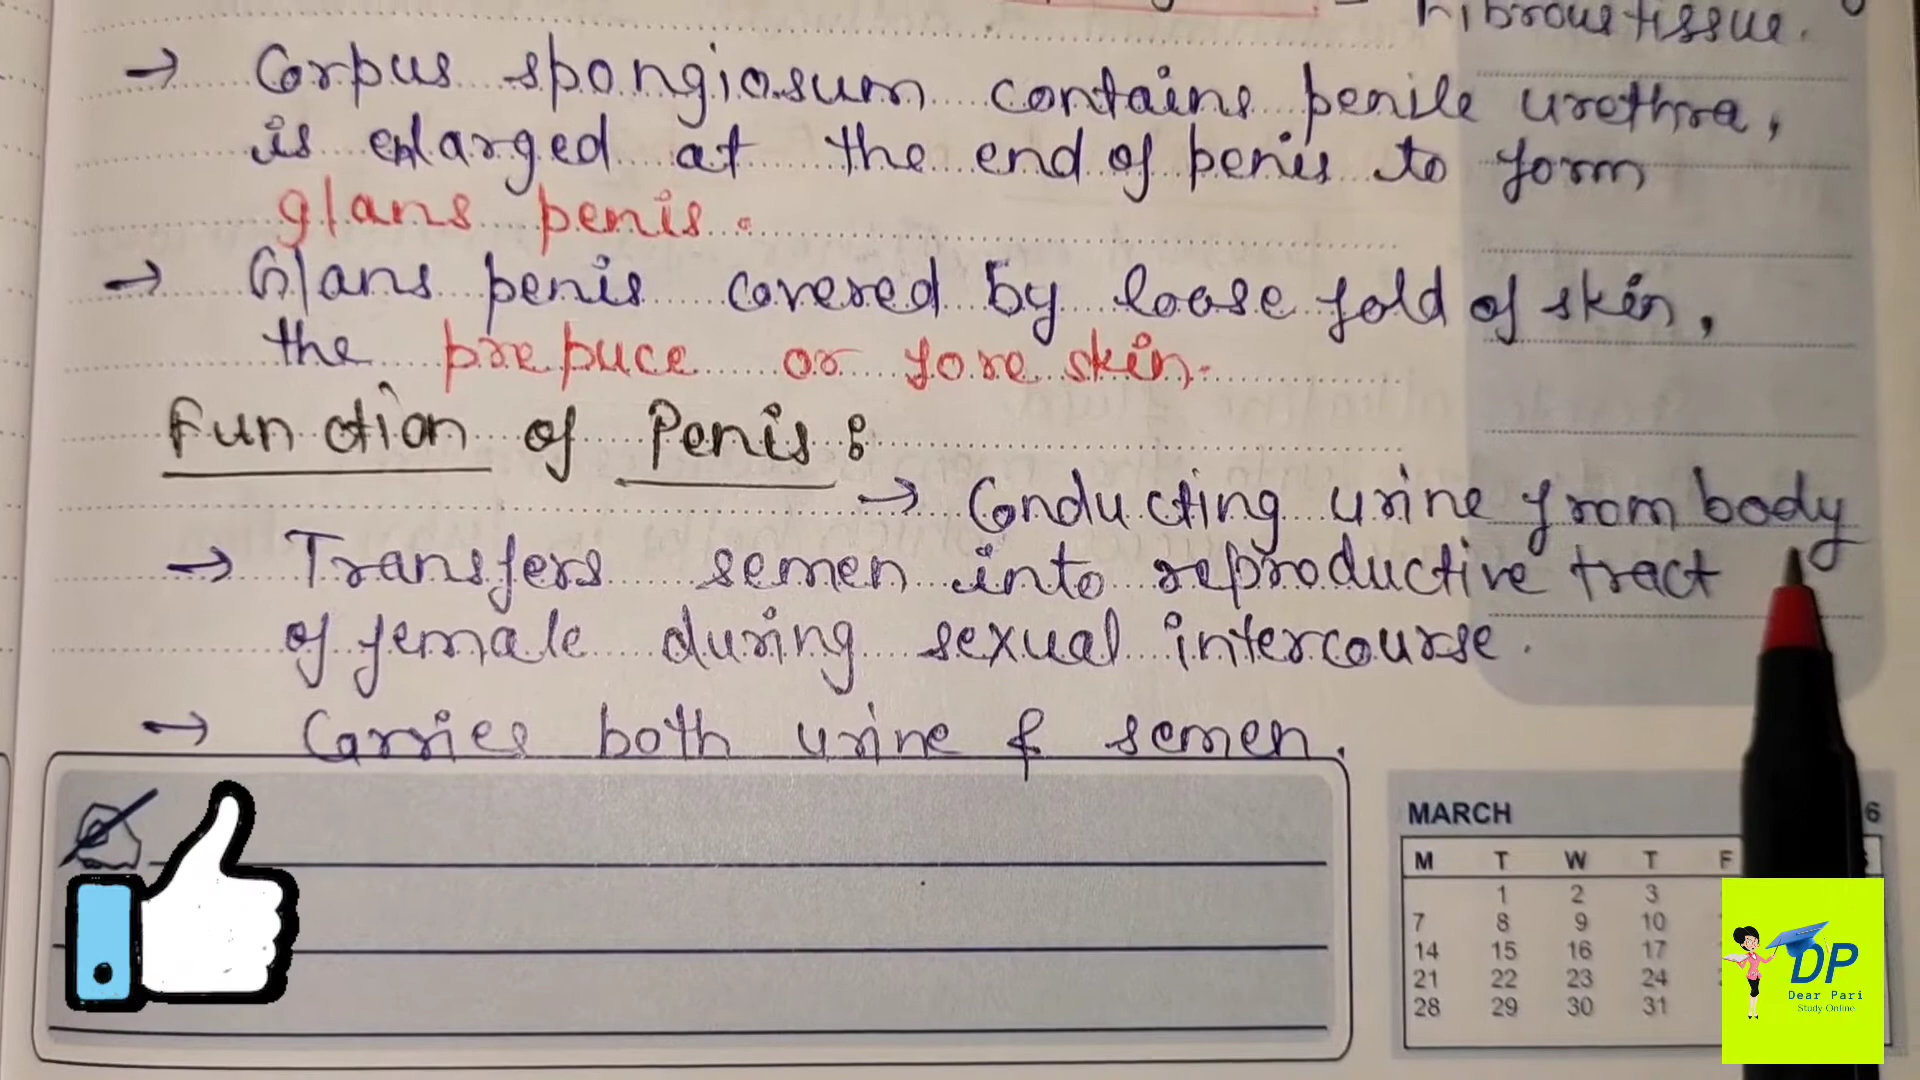 Fibrous tissue.
→ Corpus spongiosum contains penile urethra,
is enlarged at the end of penis to form
glans penis.
→ Glans penis covered by loose fold of skin,
the prepuce or fore skin.
Function of Penis:
→ Conducting urine from body
→ Transfers semen into reproductive tract
of female during sexual intercourse.
→ Carries both urine & semen.
MARCH 6
M T W T F S
1 2 3
7 8 9 10
14 15 16 17
21 22 23 24
28 29 30 31
DP
Dear Pari
Study Online